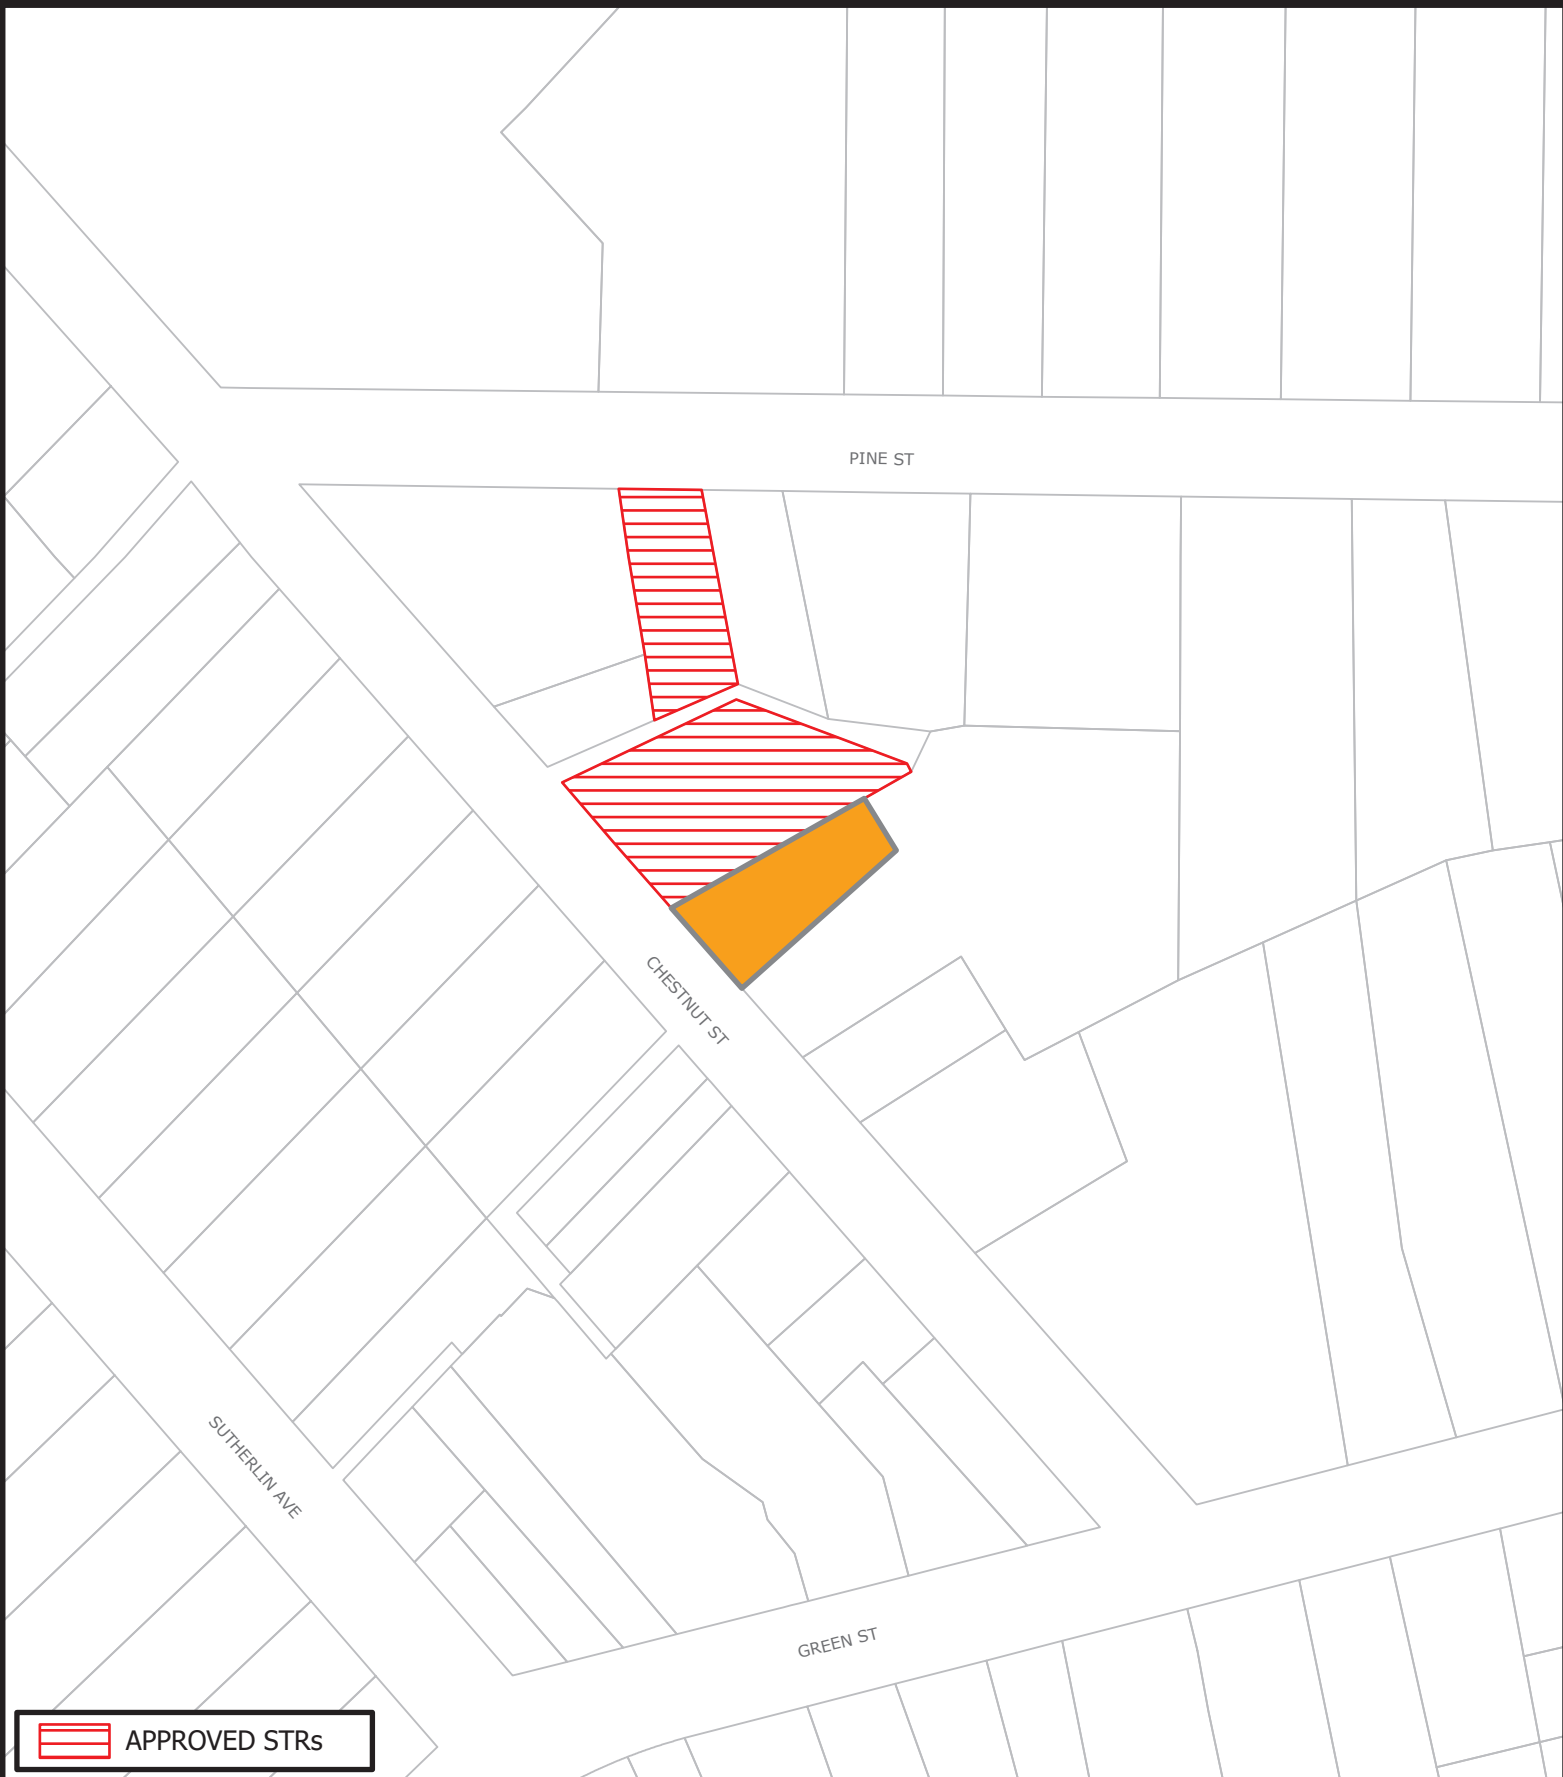 PINE ST
CHESTNUT ST
SUTHERLIN AVE
GREEN ST
APPROVED STRs